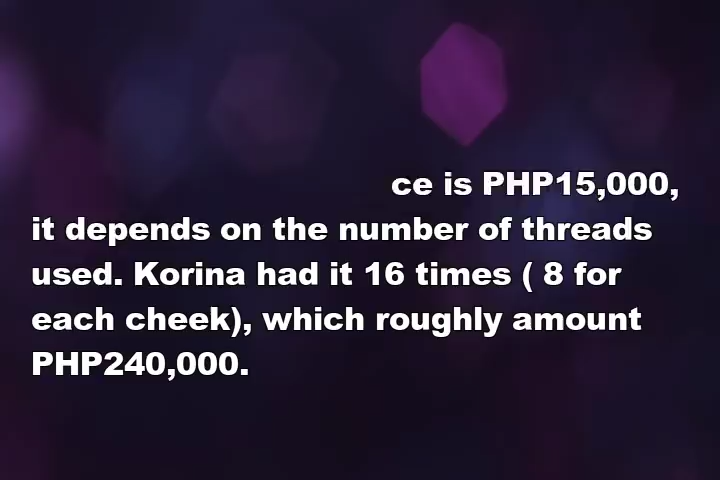 ce is PHP15,000,
it depends on the number of threads
used. Korina had it 16 times ( 8 for
each cheek), which roughly amount
PHP240,000.